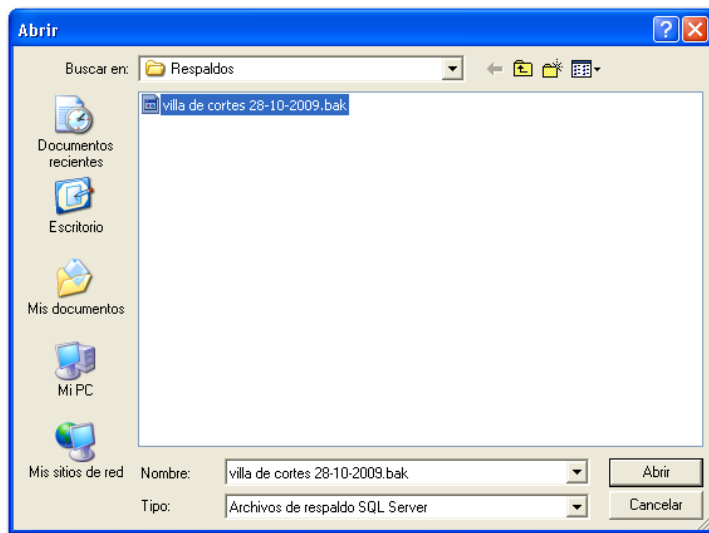 Abrir
Buscar en:
Respaldos
villa de cortes 28-10-2009.bak
Documentos
recientes
Escritorio
Mis documentos
Mi PC
Mis sitios de red
Nombre:
villa de cortes 28-10-2009.bak
Abrir
Tipo:
Archivos de respaldo SQL Server
Cancelar